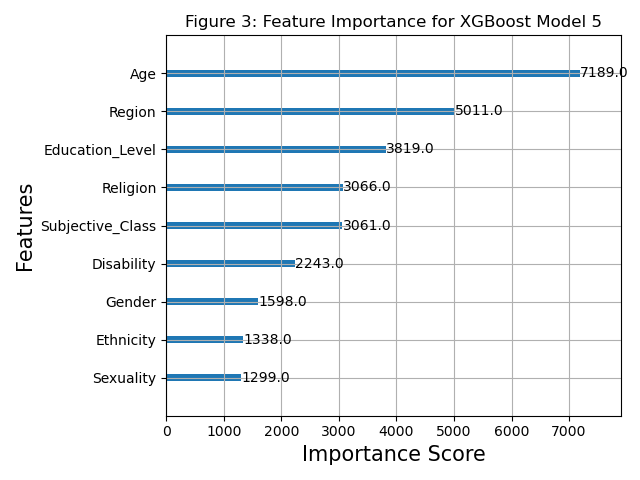 Figure 3: Feature Importance for XGBoost Model 5
Age 7189.0
Region 5011.0
Education_Level 3819.0
Religion 3066.0
Subjective_Class 3061.0
Disability 2243.0
Gender 1598.0
Ethnicity 1338.0
Sexuality 1299.0
Features
0 1000 2000 3000 4000 5000 6000 7000
Importance Score